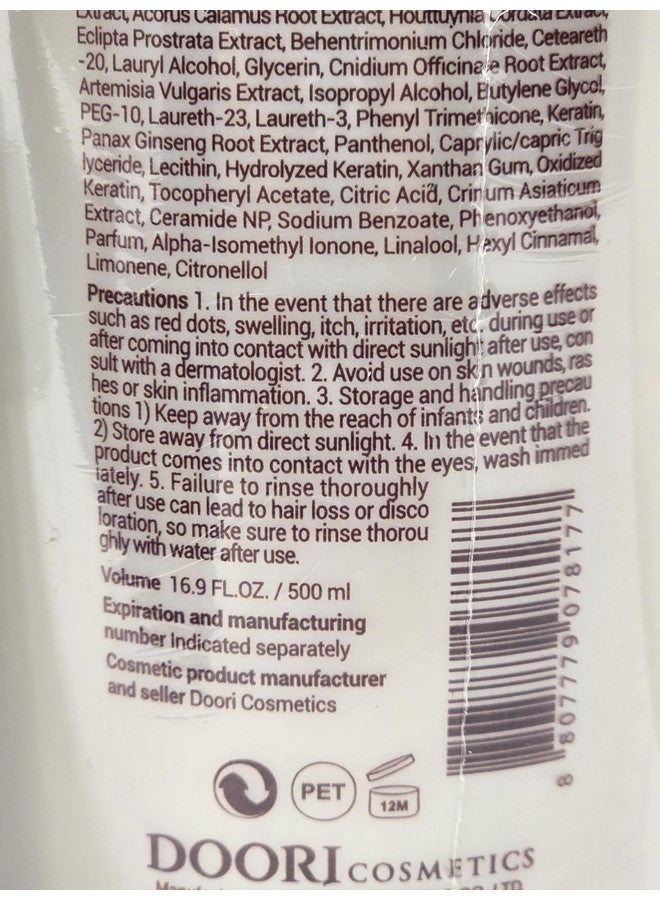 Extract, Acorus Calamus Root Extract, Houttuynia Cordata Extract,
Eclipta Prostrata Extract, Behentrimonium Chloride, Ceteareth
-20, Lauryl Alcohol, Glycerin, Cnidium Officinale Root Extract,
Artemisia Vulgaris Extract, Isopropyl Alcohol, Butylene Glycol,
PEG-10, Laureth-23, Laureth-3, Phenyl Trimethicone, Keratin,
Panax Ginseng Root Extract, Panthenol, Caprylic/capric Trig
lyceride, Lecithin, Hydrolyzed Keratin, Xanthan Gum, Oxidized
Keratin, Tocopheryl Acetate, Citric Acid, Crinum Asiaticum
Extract, Ceramide NP, Sodium Benzoate, Phenoxyethanol,
Parfum, Alpha-Isomethyl Ionone, Linalool, Hexyl Cinnamal,
Limonene, Citronellol
Precautions 1. In the event that there are adverse effects
such as red dots, swelling, itch, irritation, etc. during use or
after coming into contact with direct sunlight after use, con
sult with a dermatologist. 2. Avoid use on skin wounds, ras
hes or skin inflammation. 3. Storage and handling precau
tions 1) Keep away from the reach of infants and children.
2) Store away from direct sunlight. 4. In the event that the
product comes into contact with the eyes, wash immed
iately. 5. Failure to rinse thoroughly
after use can lead to hair loss or disco
loration, so make sure to rinse thorou
ghly with water after use.
Volume 16.9 FL.OZ. / 500 ml
Expiration and manufacturing
number Indicated separately
Cosmetic product manufacturer
and seller Doori Cosmetics
8 807779 078177
PET
12M
DOORI COSMETICS